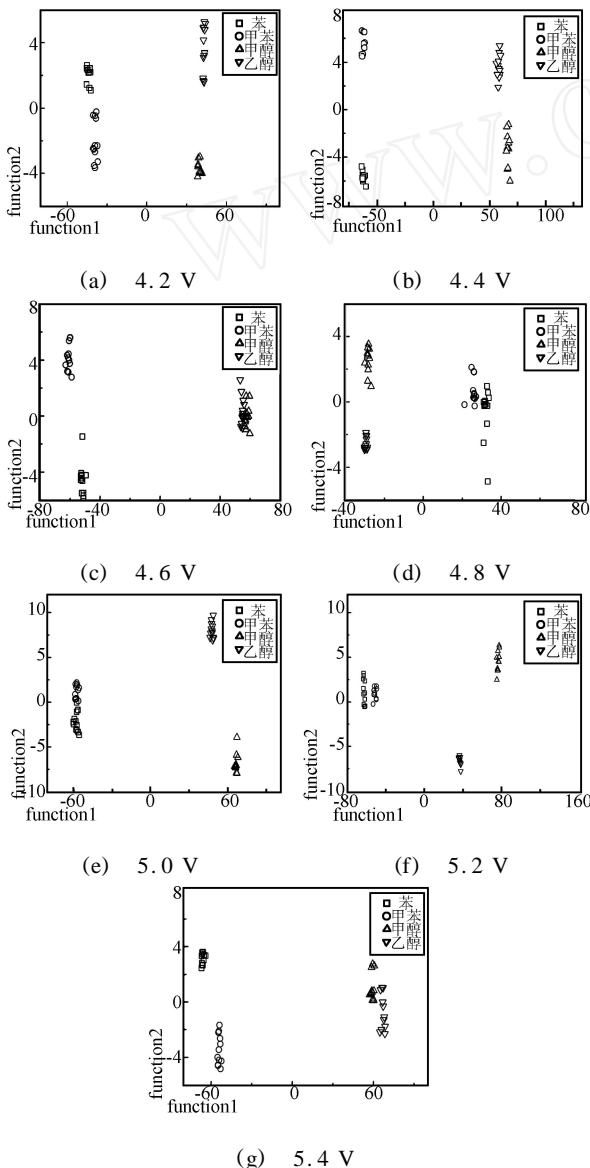 4
0
-4
function2
-60
0
60
function1
苯
甲苯
甲醇
乙醇
(a) 4.2 V
8
4
0
-4
-8
function2
-50
0
50
100
function1
苯
甲苯
甲醇
乙醇
(b) 4.4 V
8
4
0
-4
function2
-80
-40
0
40
80
function1
苯
甲苯
甲醇
乙醇
(c) 4.6 V
4
0
-4
function2
-40
0
40
80
function1
苯
甲苯
甲醇
乙醇
(d) 4.8 V
10
5
0
-5
-10
function2
-60
0
60
function1
苯
甲苯
甲醇
乙醇
(e) 5.0 V
10
5
0
-5
-10
function2
-80
0
80
160
function1
苯
甲苯
甲醇
乙醇
(f) 5.2 V
8
4
0
-4
function2
-60
0
60
function1
苯
甲苯
甲醇
乙醇
(g) 5.4 V
www.c